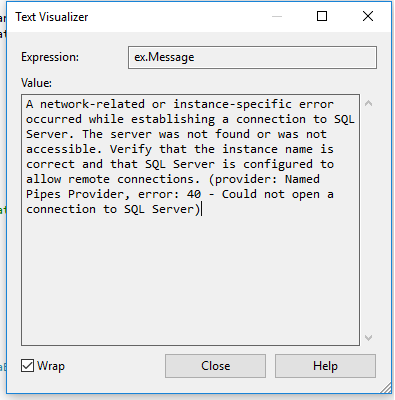 Text Visualizer
Expression:
ex.Message
Value:
A network-related or instance-specific error
occurred while establishing a connection to SQL
Server. The server was not found or was not
accessible. Verify that the instance name is
correct and that SQL Server is configured to
allow remote connections. (provider: Named
Pipes Provider, error: 40 - Could not open a
connection to SQL Server)
Wrap
Close
Help